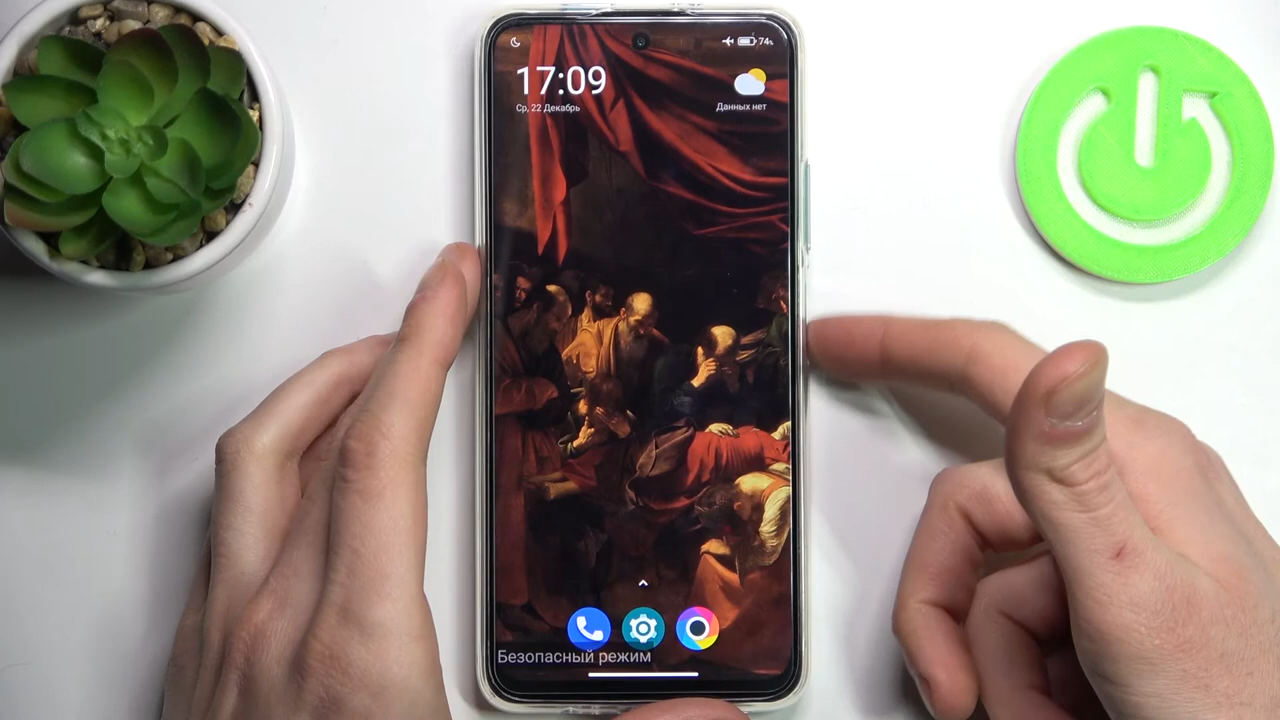 74%
17:09
Ср, 22 Декабрь
Данных нет
Безопасный режим